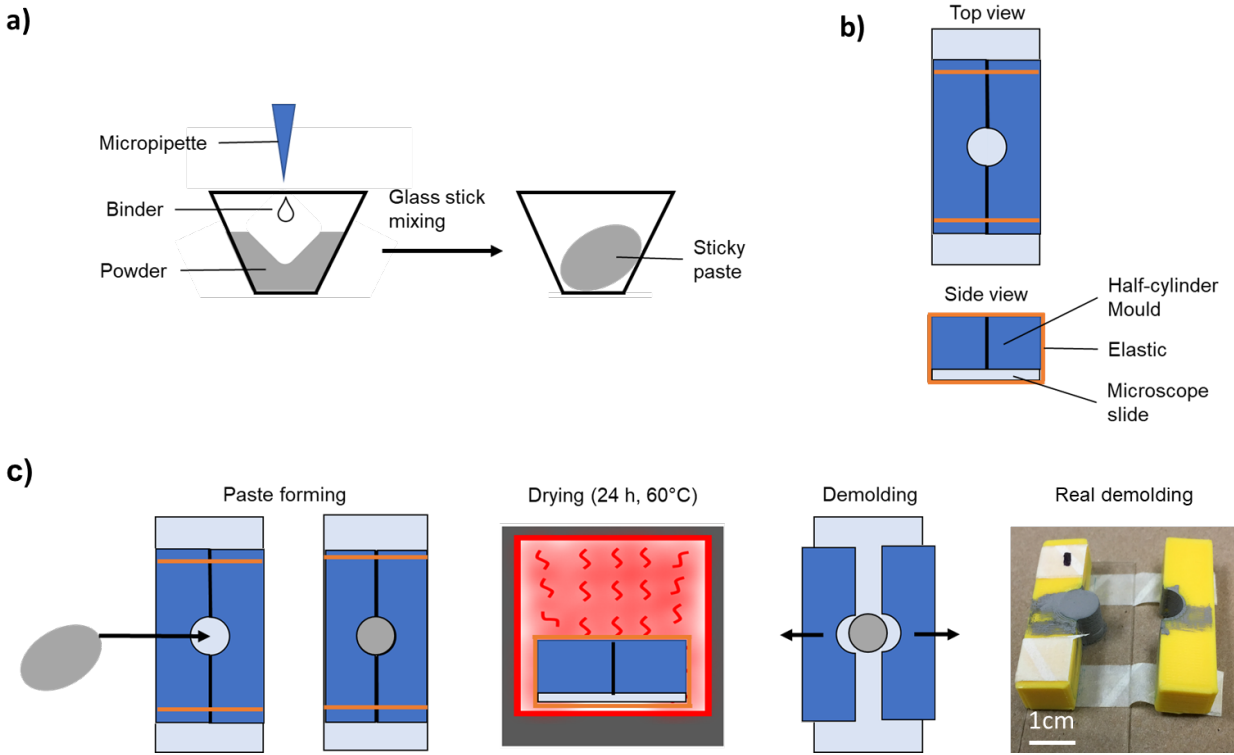 a)
Micropipette
Binder
Powder
Glass stick
mixing
Sticky
paste
b)
Top view
Side view
Half-cylinder
Mould
Elastic
Microscope
slide
c)
Paste forming
Drying (24 h, 60°C)
Demolding
Real demolding
1cm